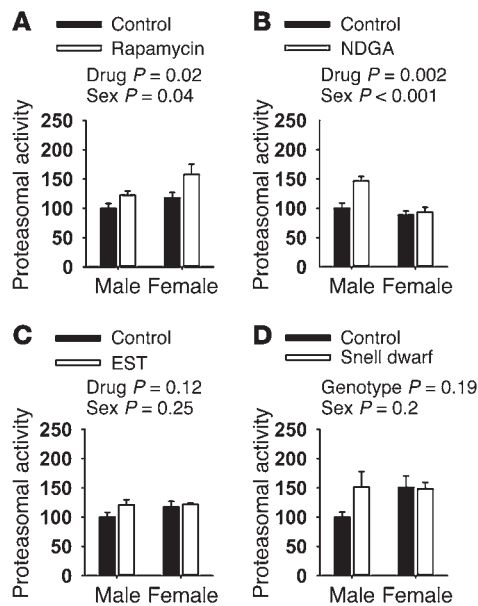 A
Control
Rapamycin
Drug P = 0.02
Sex P = 0.04
Proteasomal activity
250
200
150
100
50
0
Male Female
B
Control
NDGA
Drug P = 0.002
Sex P < 0.001
Proteasomal activity
250
200
150
100
50
0
Male Female
C
Control
EST
Drug P = 0.12
Sex P = 0.25
Proteasomal activity
250
200
150
100
50
0
Male Female
D
Control
Snell dwarf
Genotype P = 0.19
Sex P = 0.2
Proteasomal activity
250
200
150
100
50
0
Male Female